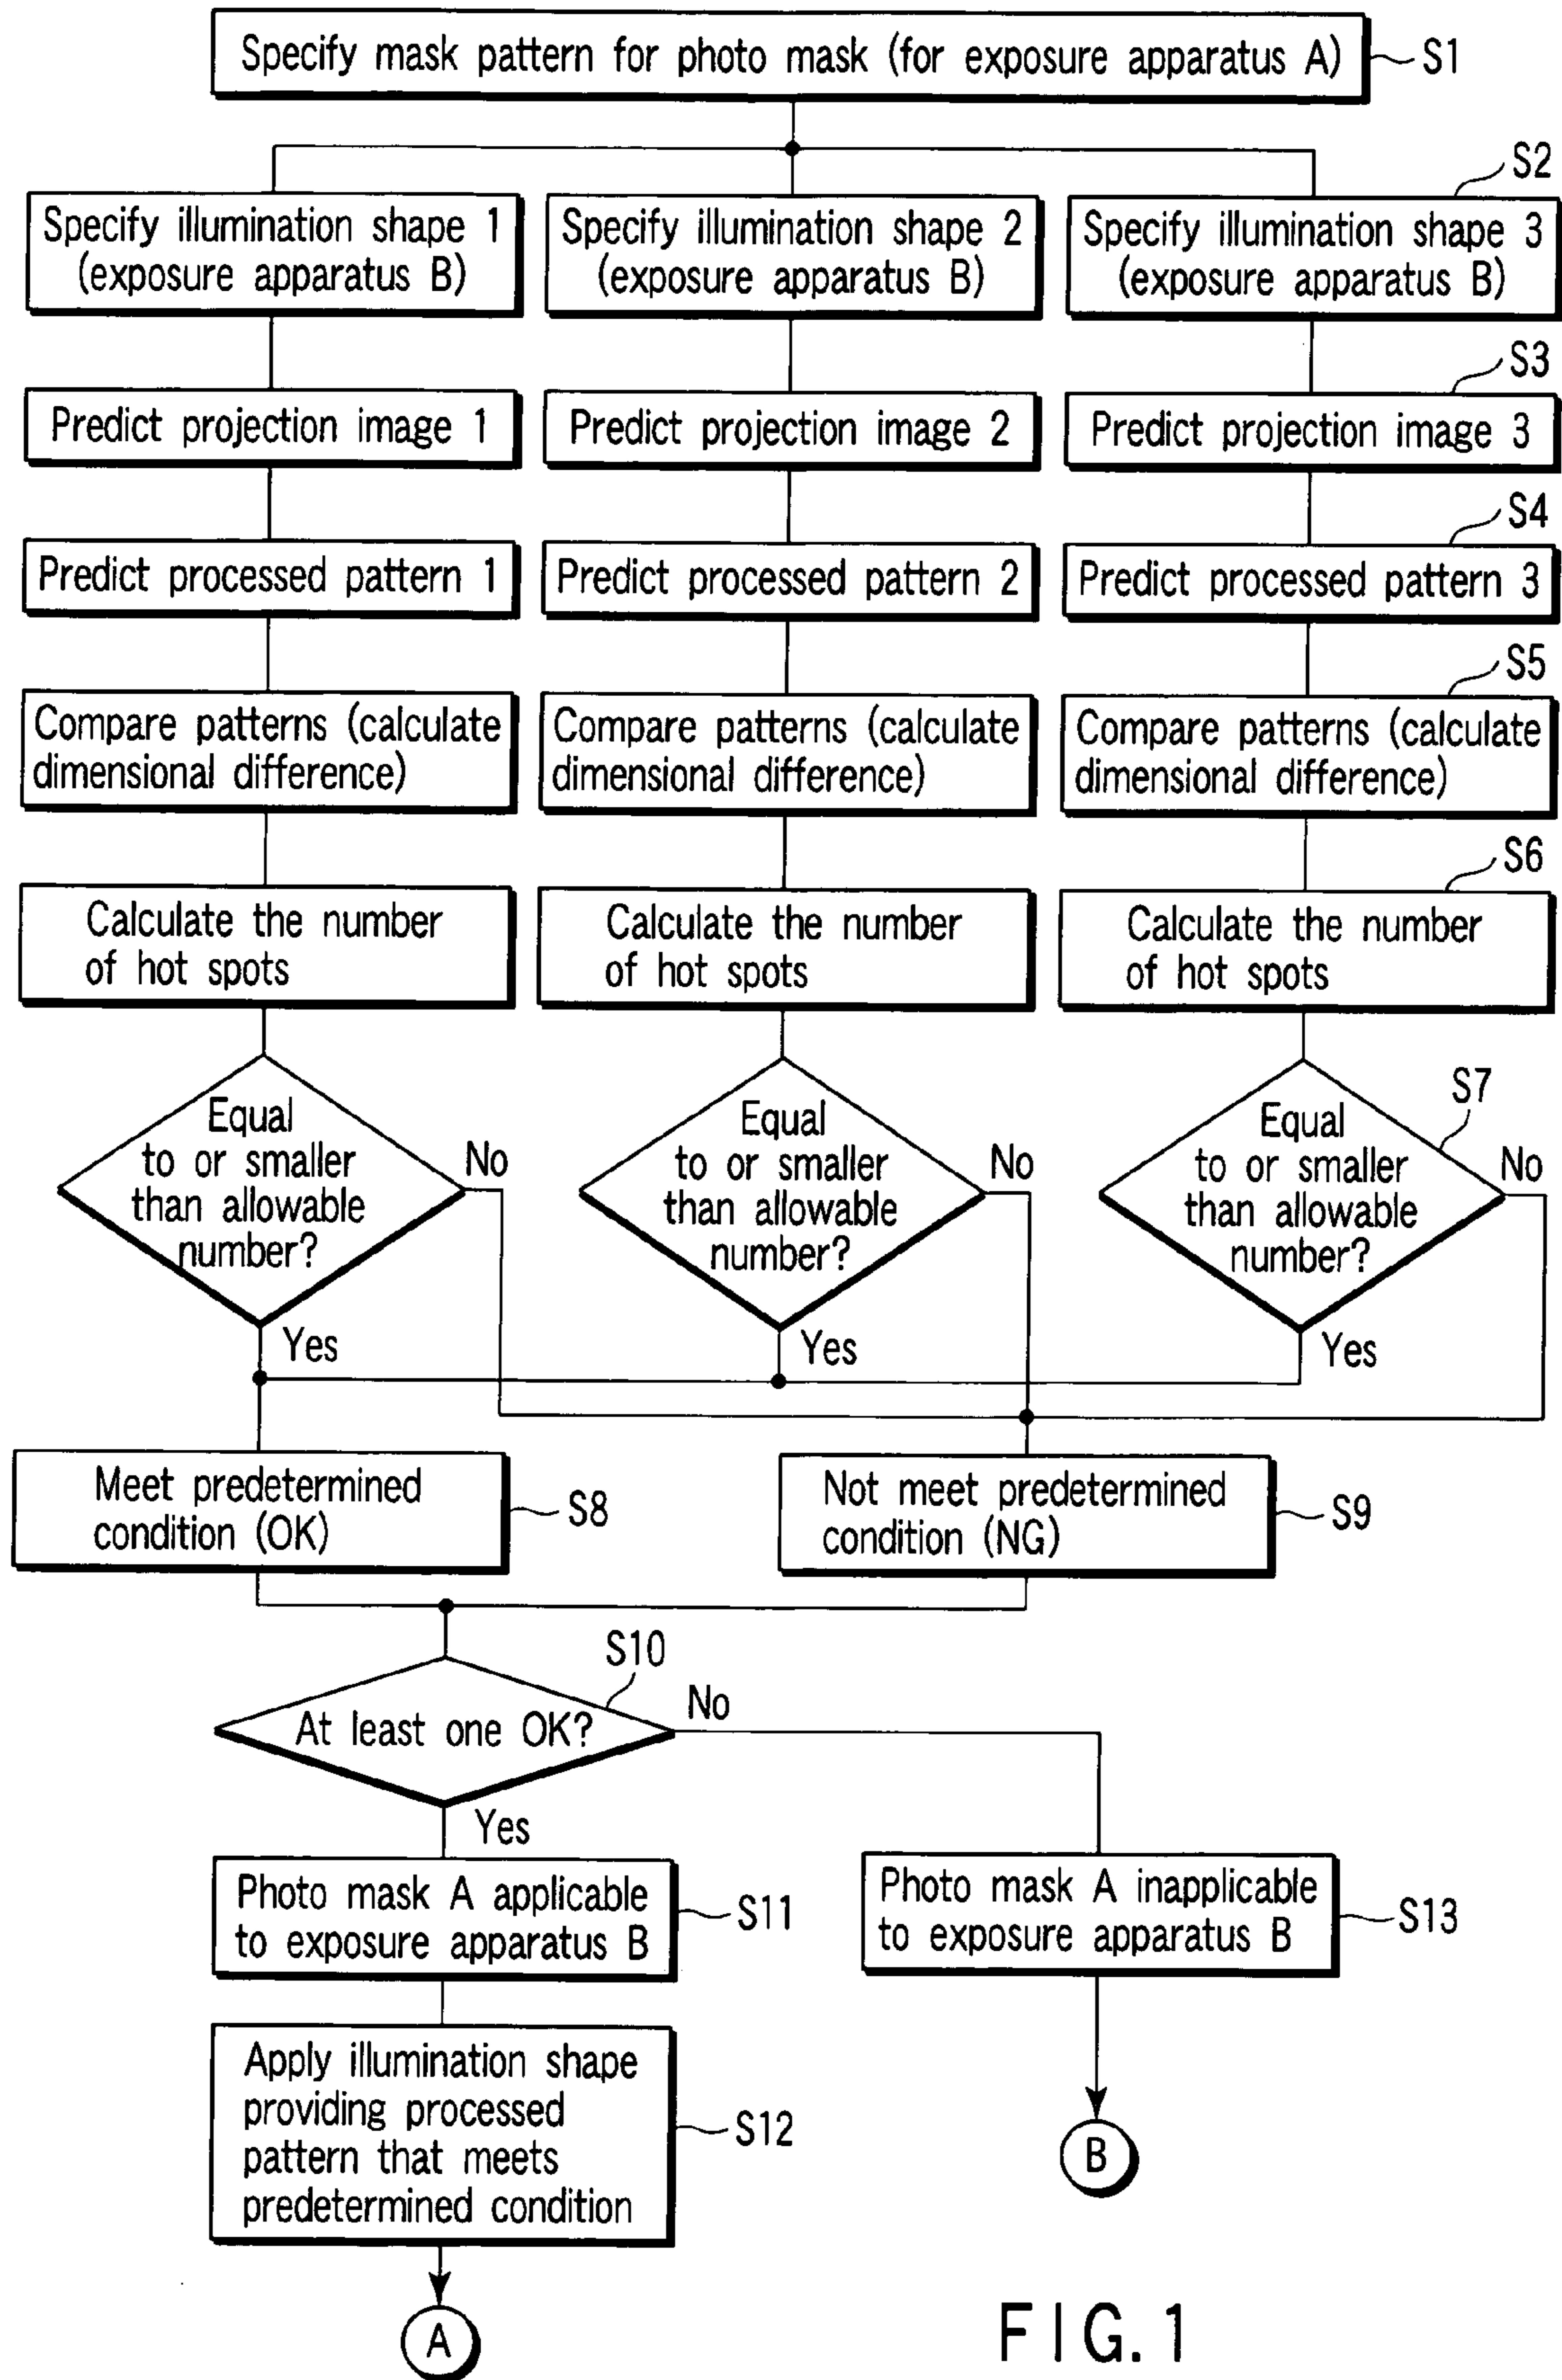 Specify mask pattern for photo mask (for exposure apparatus A)
S1
S2
Specify illumination shape 1
(exposure apparatus B)
Specify illumination shape 2
(exposure apparatus B)
Specify illumination shape 3
(exposure apparatus B)
S3
Predict projection image 1
Predict projection image 2
Predict projection image 3
S4
Predict processed pattern 1
Predict processed pattern 2
Predict processed pattern 3
S5
Compare patterns (calculate
dimensional difference)
Compare patterns (calculate
dimensional difference)
Compare patterns (calculate
dimensional difference)
S6
Calculate the number
of hot spots
Calculate the number
of hot spots
Calculate the number
of hot spots
S7
Equal
to or smaller
than allowable
number?
No
Yes
Equal
to or smaller
than allowable
number?
No
Yes
Equal
to or smaller
than allowable
number?
No
Yes
Meet predetermined
condition (OK)
S8
Not meet predetermined
condition (NG)
S9
S10
At least one OK?
No
Yes
Photo mask A applicable
to exposure apparatus B
S11
Photo mask A inapplicable
to exposure apparatus B
S13
Apply illumination shape
providing processed
pattern that meets
predetermined condition
S12
B
A
FIG.1